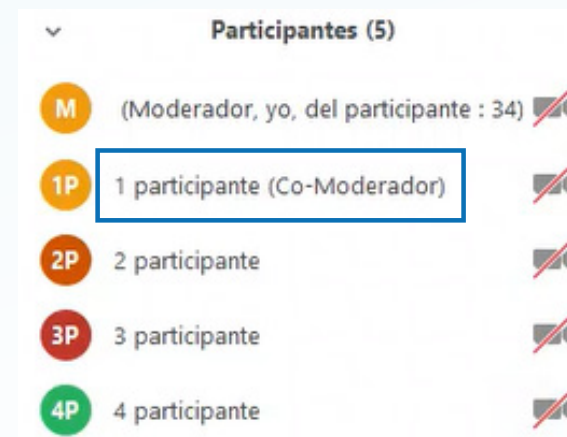 Participantes (5)
M (Moderador, yo, del participante : 34)
1P 1 participante (Co-Moderador)
2P 2 participante
3P 3 participante
4P 4 participante